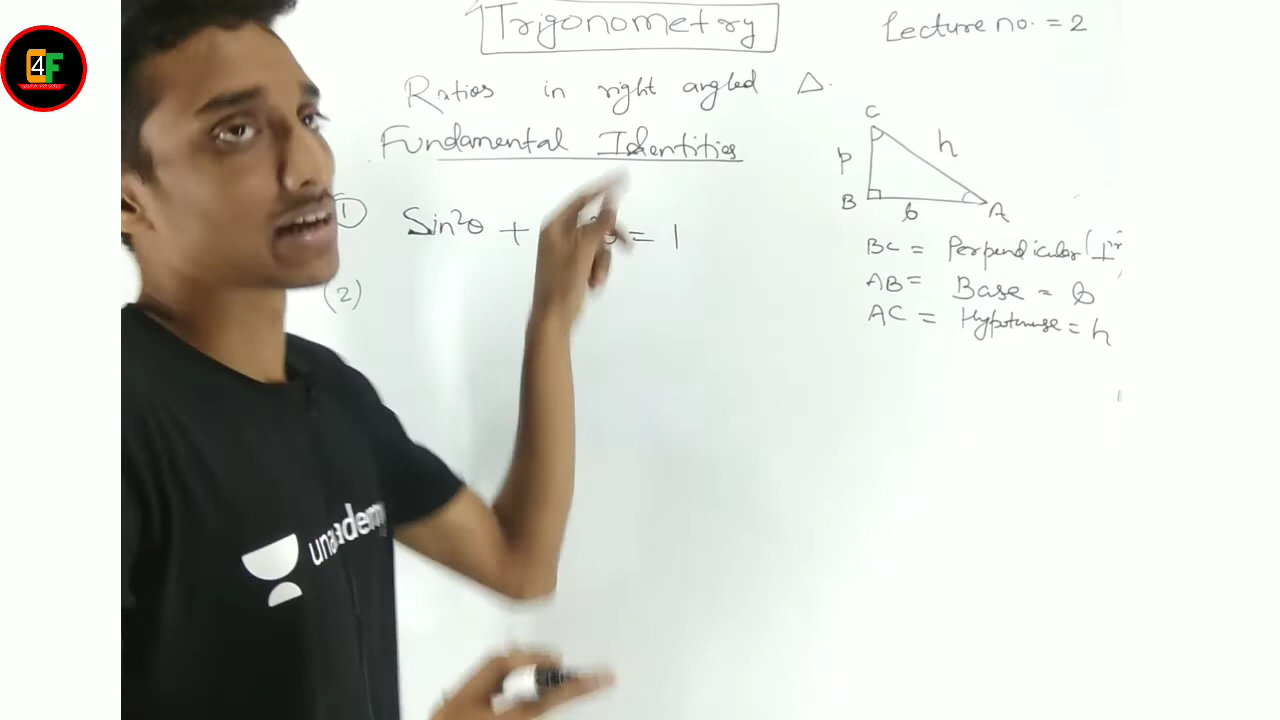 4F
Trigonometry
Lecture no. = 2
Ratios in right angled Δ.
Fundamental Identities
C
h
p
B
b
A
(1) Sin²θ + = 1
(2)
BC = Perpendicular (⊥
AB = Base = b
AC = Hypotenuse = h
unacademy